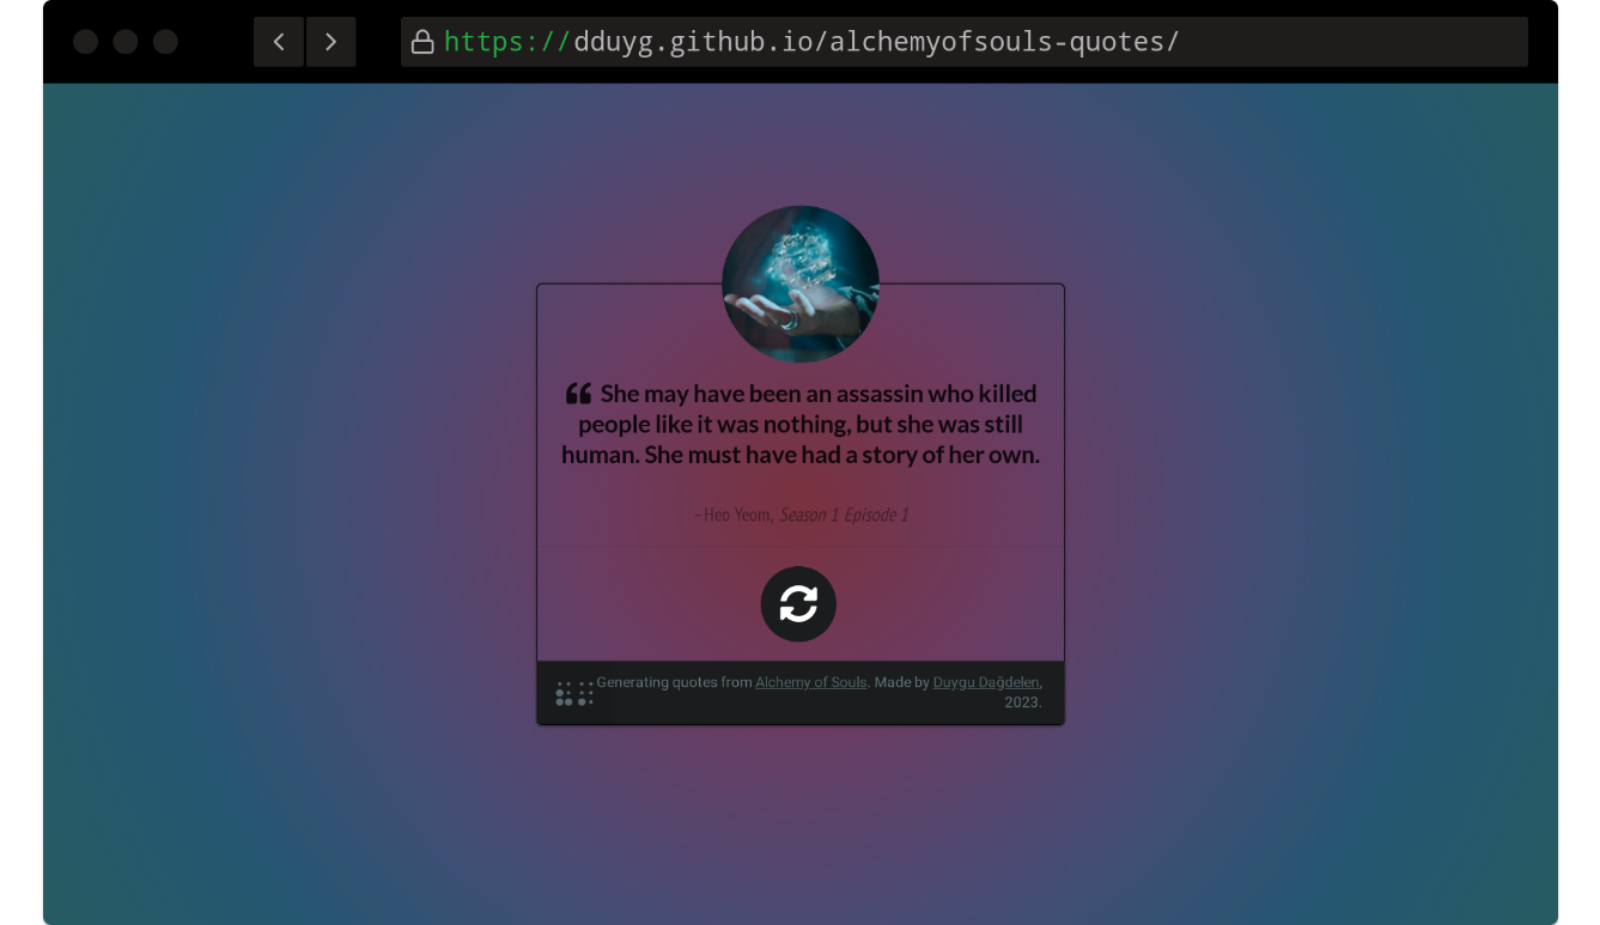 https://dduyg.github.io/alchemyofsouls-quotes/
“ She may have been an assassin who killed
people like it was nothing, but she was still
human. She must have had a story of her own.
–Heo Yeom, Season 1 Episode 1
Generating quotes from Alchemy of Souls. Made by Duygu Dağdelen,
2023.